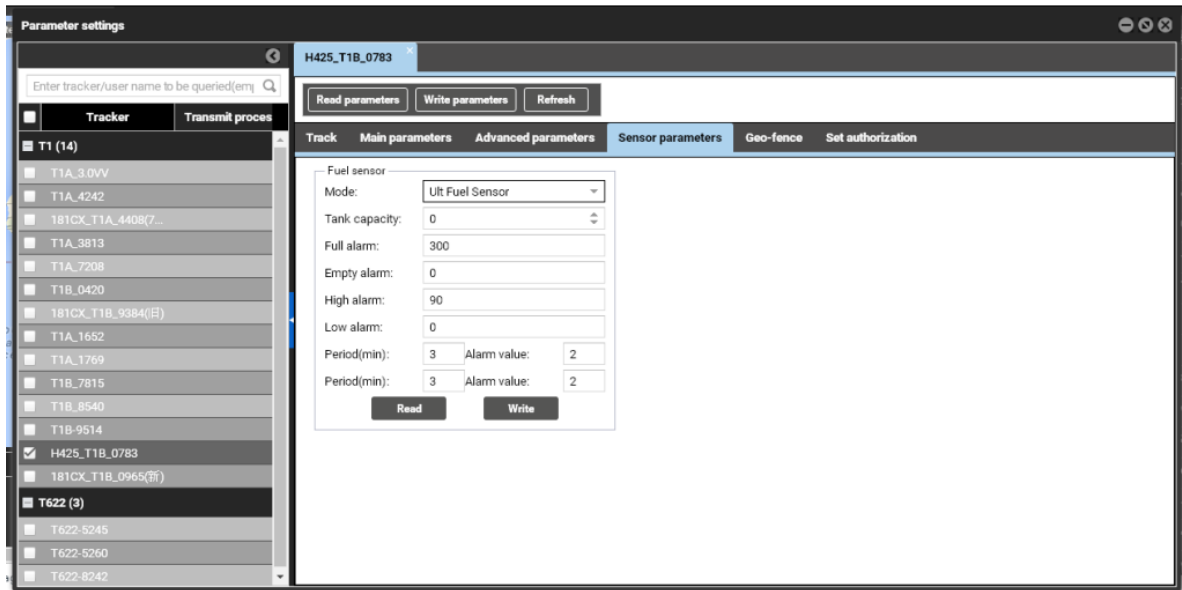 Parameter settings
H425_T1B_0783
Enter tracker/user name to be queried(em
Read parameters Write parameters Refresh
Tracker Transmit proces
Track Main parameters Advanced parameters Sensor parameters Geo-fence Set authorization
T1 (14)
T1A_3.0VV
T1A_4242
181CX_T1A_4408(7...
T1A_3813
T1A_7208
T1B_0420
181CX_T1B_9384(旧)
T1A_1652
T1A_1769
T1B_7815
T1B_8540
T1B-9514
H425_T1B_0783
181CX_T1B_0965(新)
T622 (3)
T622-5245
T622-5260
T622-8242
Fuel sensor
Mode: Ult Fuel Sensor
Tank capacity: 0
Full alarm: 300
Empty alarm: 0
High alarm: 90
Low alarm: 0
Period(min): 3 Alarm value: 2
Period(min): 3 Alarm value: 2
Read Write